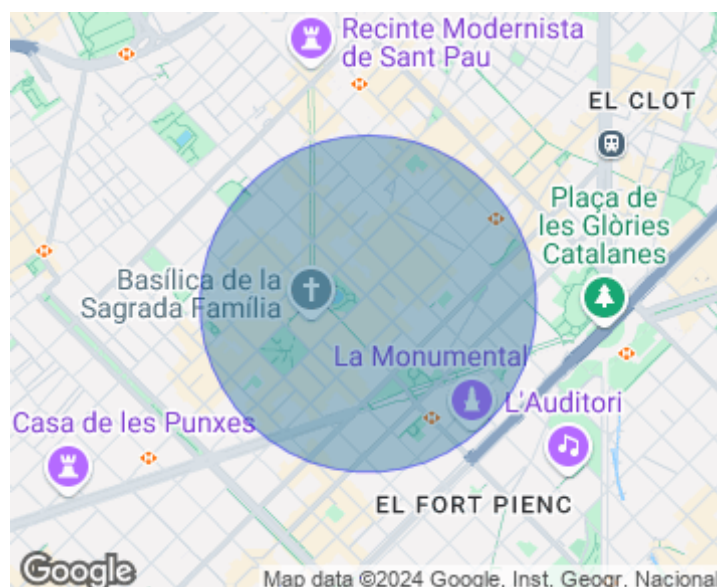 Recinte Modernista
de Sant Pau
EL CLOT
Plaça de
les Glòries
Catalanes
Basílica de la
Sagrada Família
La Monumental
L'Auditori
Casa de les Punxes
EL FORT PIENC
Google
Map data ©2024 Google, Inst. Geogr. Nacional